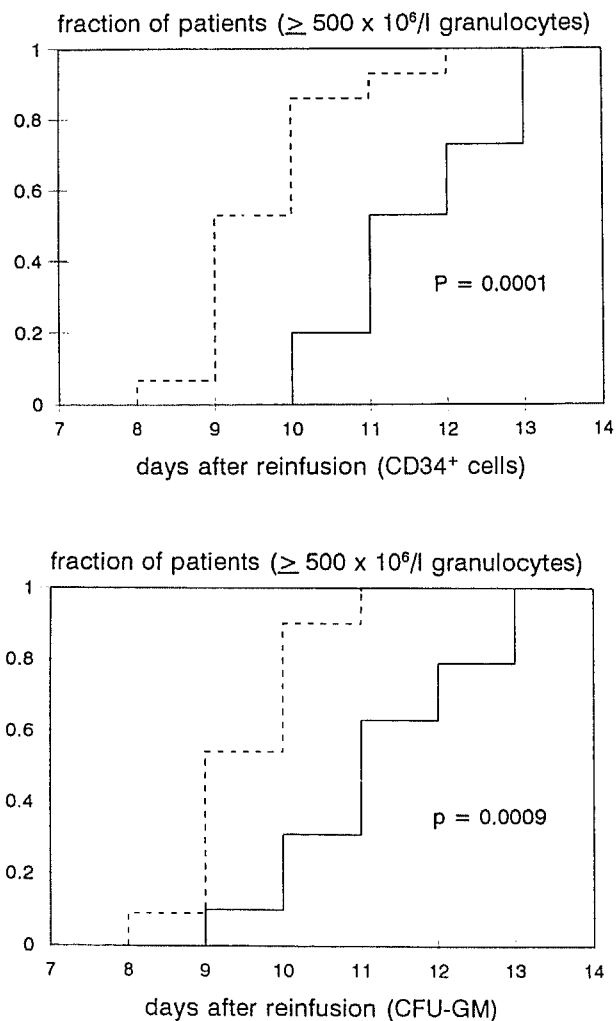 fraction of patients (≥ 500 x 10⁶/l granulocytes)
1
0.8
0.6
0.4
0.2
0
P = 0.0001
7 8 9 10 11 12 13 14
days after reinfusion (CD34⁺ cells)
fraction of patients (≥ 500 x 10⁶/l granulocytes)
1
0.8
0.6
0.4
0.2
0
p = 0.0009
7 8 9 10 11 12 13 14
days after reinfusion (CFU-GM)